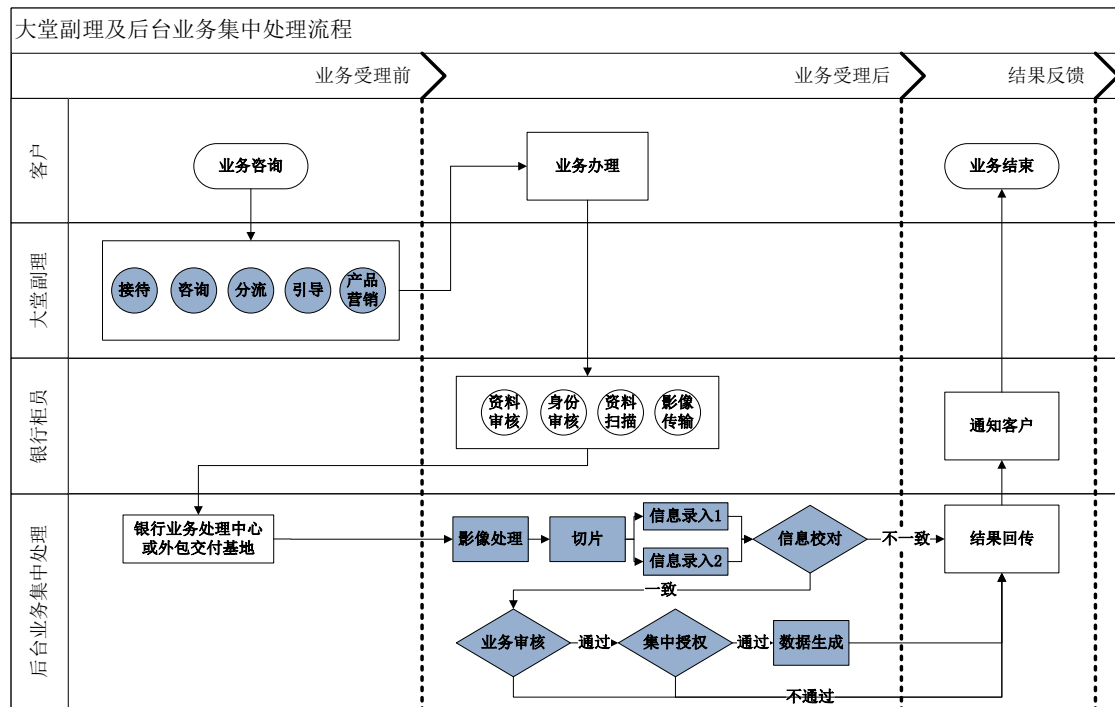 大堂副理及后台业务集中处理流程
业务受理前
业务受理后
结果反馈
客户
业务咨询
业务办理
业务结束
大堂副理
接待
咨询
分流
引导
产品
营销
银行柜员
资料
审核
身份
审核
资料
扫描
影像
传输
通知客户
后台业务集中处理
银行业务处理中心
或外包交付基地
影像处理
切片
信息录入1
信息录入2
信息校对
不一致
结果回传
一致
业务审核
通过
集中授权
通过
数据生成
不通过